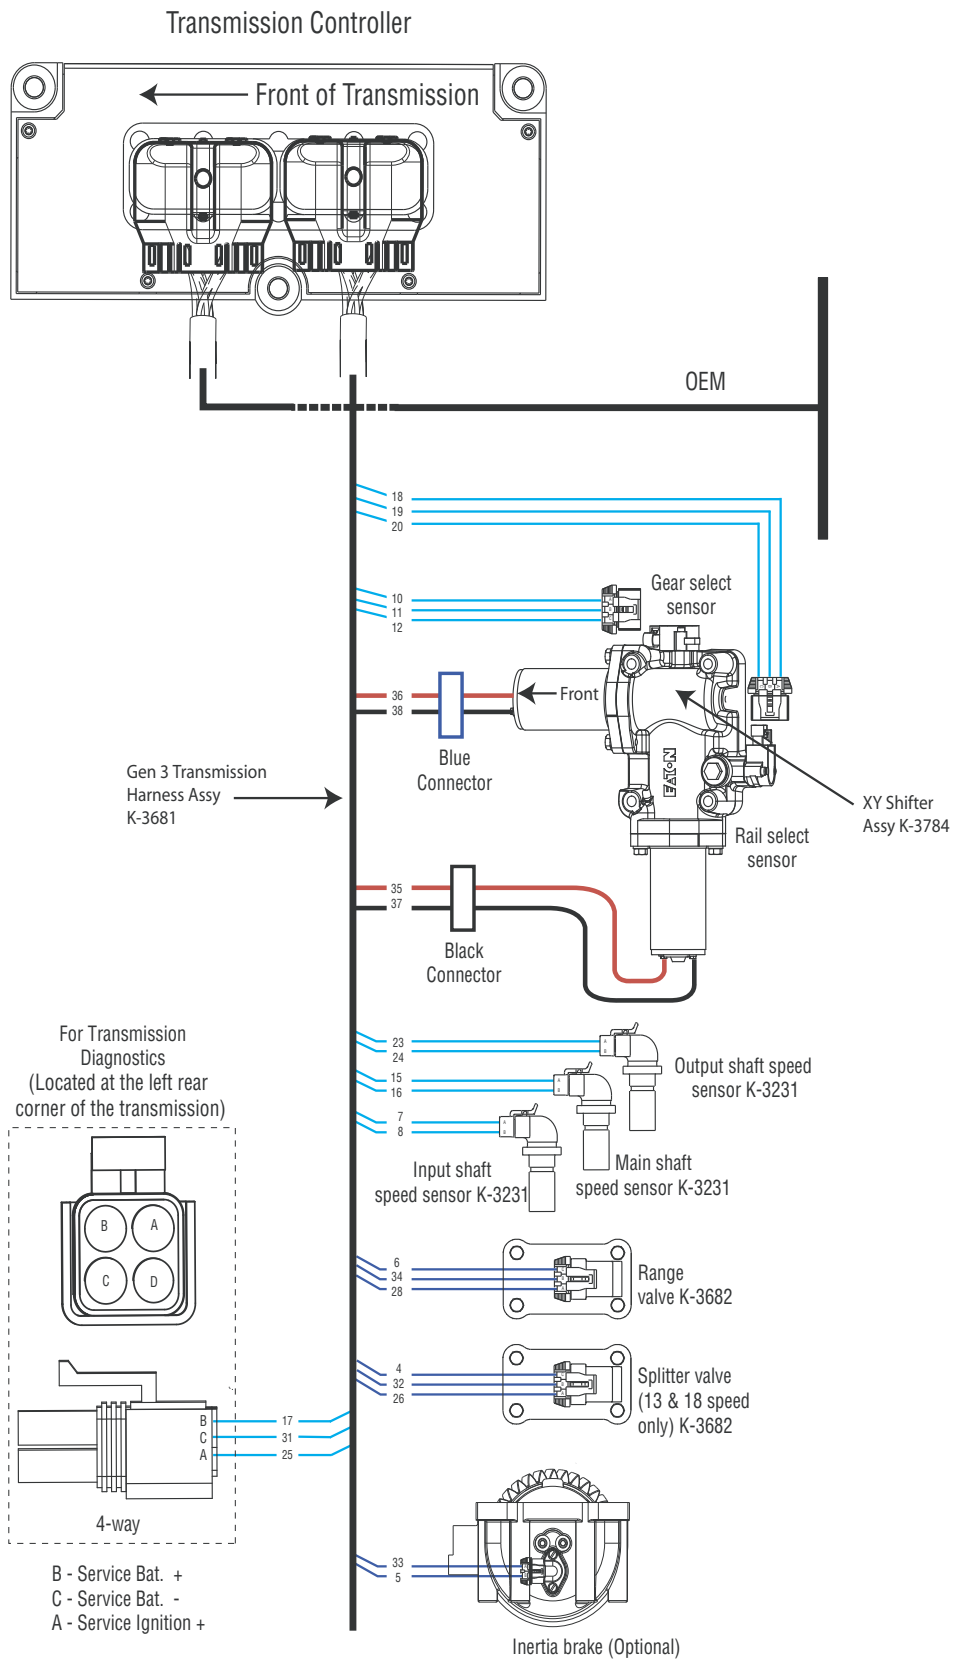 Transmission Controller
Front of Transmission
OEM
18
19
20
Gear select
sensor
10
11
12
Front
36
38
Blue
Connector
EATON
Gen 3 Transmission
Harness Assy
K-3681
XY Shifter
Assy K-3784
Rail select
sensor
35
37
Black
Connector
For Transmission
Diagnostics
(Located at the left rear
corner of the transmission)
23
24
A
B
Output shaft speed
sensor K-3231
15
16
A
B
Main shaft
speed sensor K-3231
7
8
A
B
Input shaft
speed sensor K-3231
B
A
C
D
6
34
28
Range
valve K-3682
4
32
26
Splitter valve
(13 & 18 speed
only) K-3682
B
C
A
17
31
25
4-way
33
5
B - Service Bat. +
C - Service Bat. -
A - Service Ignition +
Inertia brake (Optional)